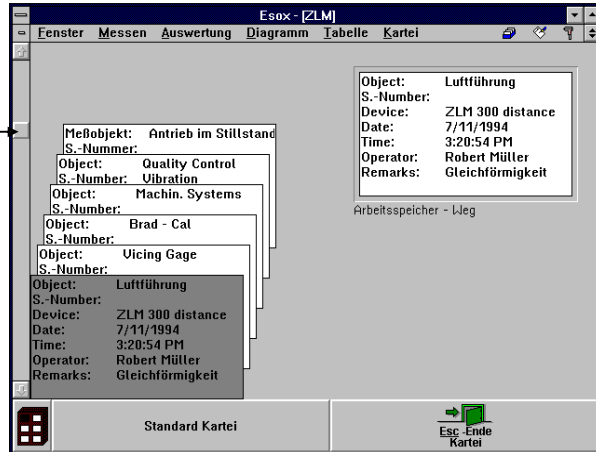 Esox - [ZLM]
Fenster Messen Auswertung Diagramm Tabelle Kartei
Meßobjekt: Antrieb im Stillstand
S.-Nummer:
Object: Quality Control
S.-Number: Vibration
Object: Machin. Systems
S.-Number:
Object: Brad - Cal
S.-Number:
Object: Vicing Gage
S.-Number:
Object: Luftführung
S.-Number:
Device: ZLM 300 distance
Date: 7/11/1994
Time: 3:20:54 PM
Operator: Robert Müller
Remarks: Gleichförmigkeit
Object: Luftführung
S.-Number:
Device: ZLM 300 distance
Date: 7/11/1994
Time: 3:20:54 PM
Operator: Robert Müller
Remarks: Gleichförmigkeit
Arbeitsspeicher - Weg
Standard Kartei
Esc -Ende
Kartei